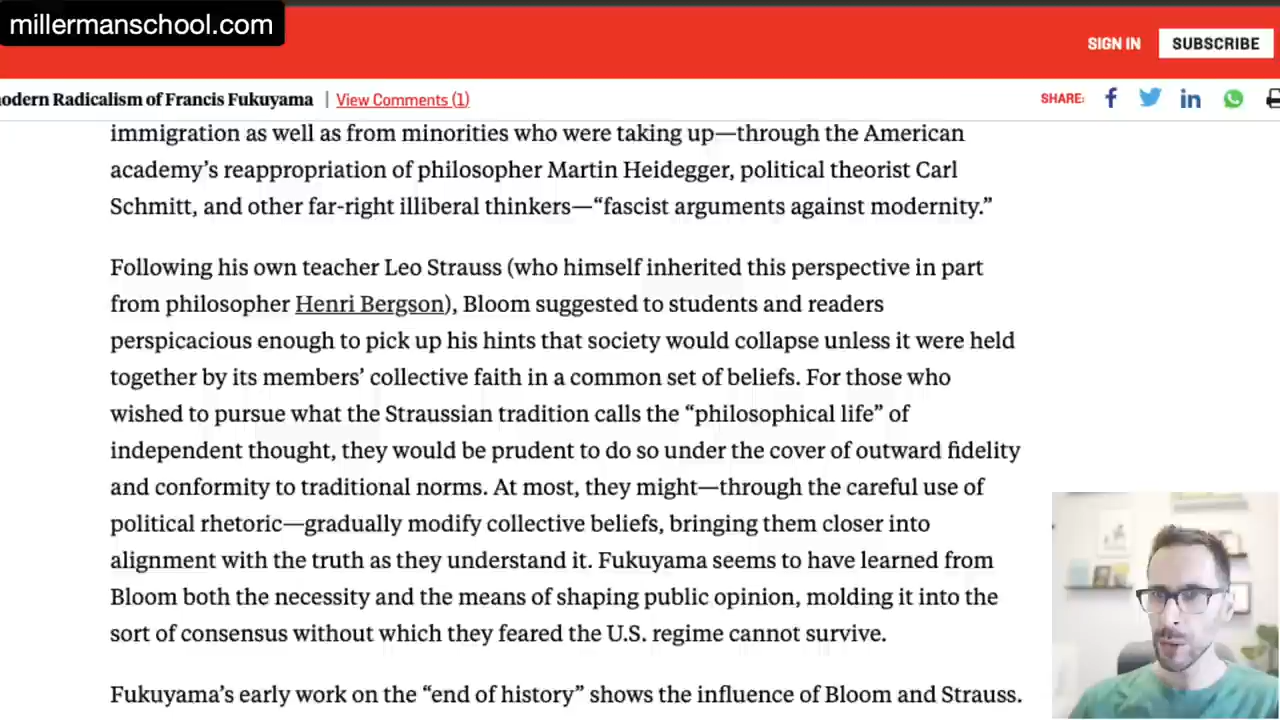 millermanschool.com
SIGN IN
SUBSCRIBE
odern Radicalism of Francis Fukuyama | View Comments (1)
SHARE:
immigration as well as from minorities who were taking up—through the American
academy’s reappropriation of philosopher Martin Heidegger, political theorist Carl
Schmitt, and other far-right illiberal thinkers—“fascist arguments against modernity.”
Following his own teacher Leo Strauss (who himself inherited this perspective in part
from philosopher Henri Bergson), Bloom suggested to students and readers
perspicacious enough to pick up his hints that society would collapse unless it were held
together by its members’ collective faith in a common set of beliefs. For those who
wished to pursue what the Straussian tradition calls the “philosophical life” of
independent thought, they would be prudent to do so under the cover of outward fidelity
and conformity to traditional norms. At most, they might—through the careful use of
political rhetoric—gradually modify collective beliefs, bringing them closer into
alignment with the truth as they understand it. Fukuyama seems to have learned from
Bloom both the necessity and the means of shaping public opinion, molding it into the
sort of consensus without which they feared the U.S. regime cannot survive.
Fukuyama’s early work on the “end of history” shows the influence of Bloom and Strauss.